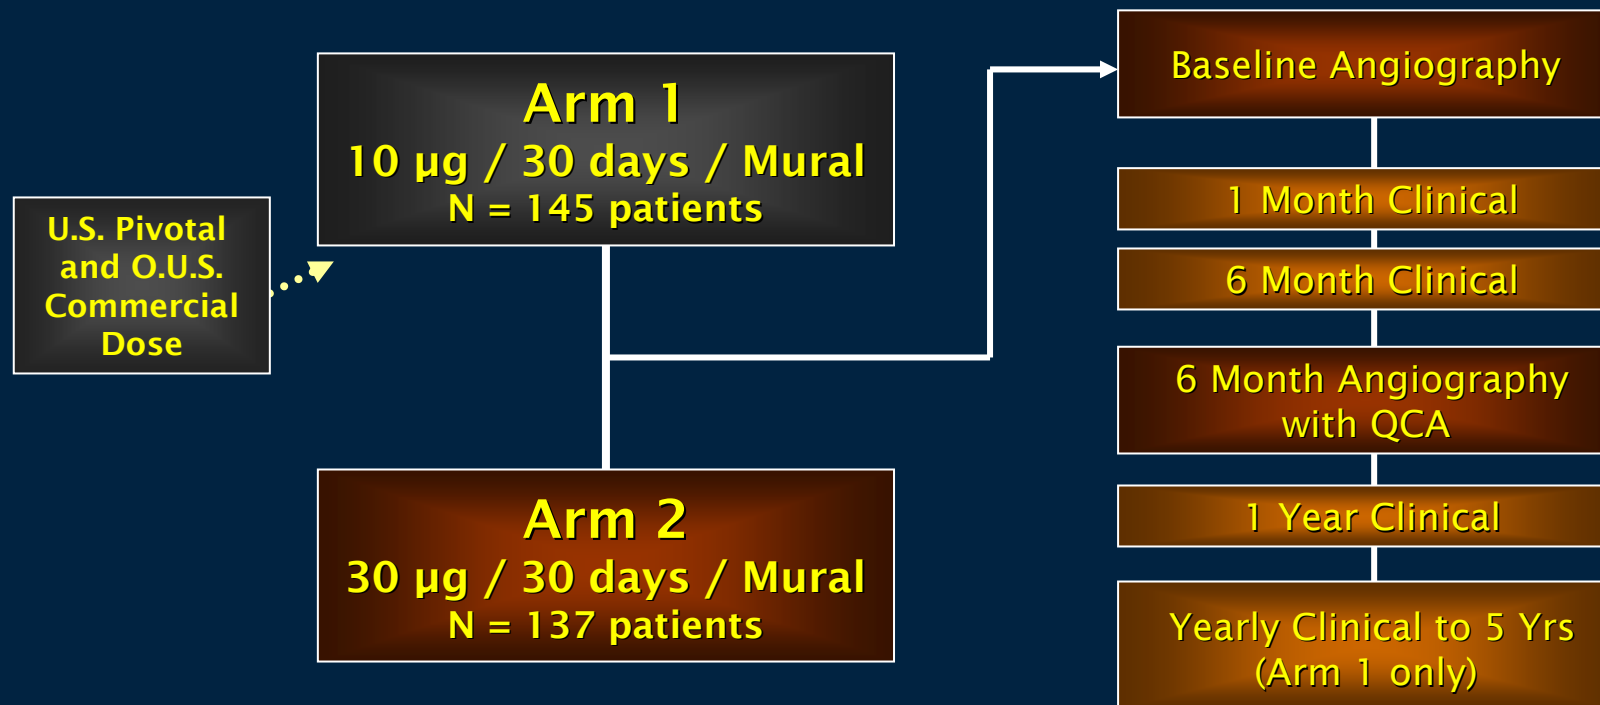 U.S. Pivotal
and O.U.S.
Commercial
Dose
Arm 1
10 µg / 30 days / Mural
N = 145 patients
Arm 2
30 µg / 30 days / Mural
N = 137 patients
Baseline Angiography
1 Month Clinical
6 Month Clinical
6 Month Angiography
with QCA
1 Year Clinical
Yearly Clinical to 5 Yrs
(Arm 1 only)